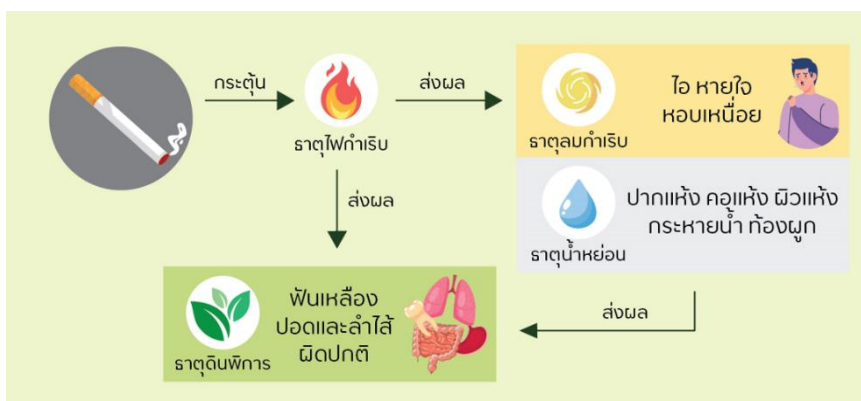 กระตุ้น
ธาตุไฟกำเริบ
ส่งผล
ธาตุลมกำเริบ
ไอ หายใจ
หอบเหนื่อย
ธาตุน้ำหย่อน
ปากแห้ง คอแห้ง ผิวแห้ง
กระหายน้ำ ท้องผูก
ส่งผล
ธาตุดินพิการ
ฟันเหลือง
ปอดและลำไส้
ผิดปกติ
ส่งผล